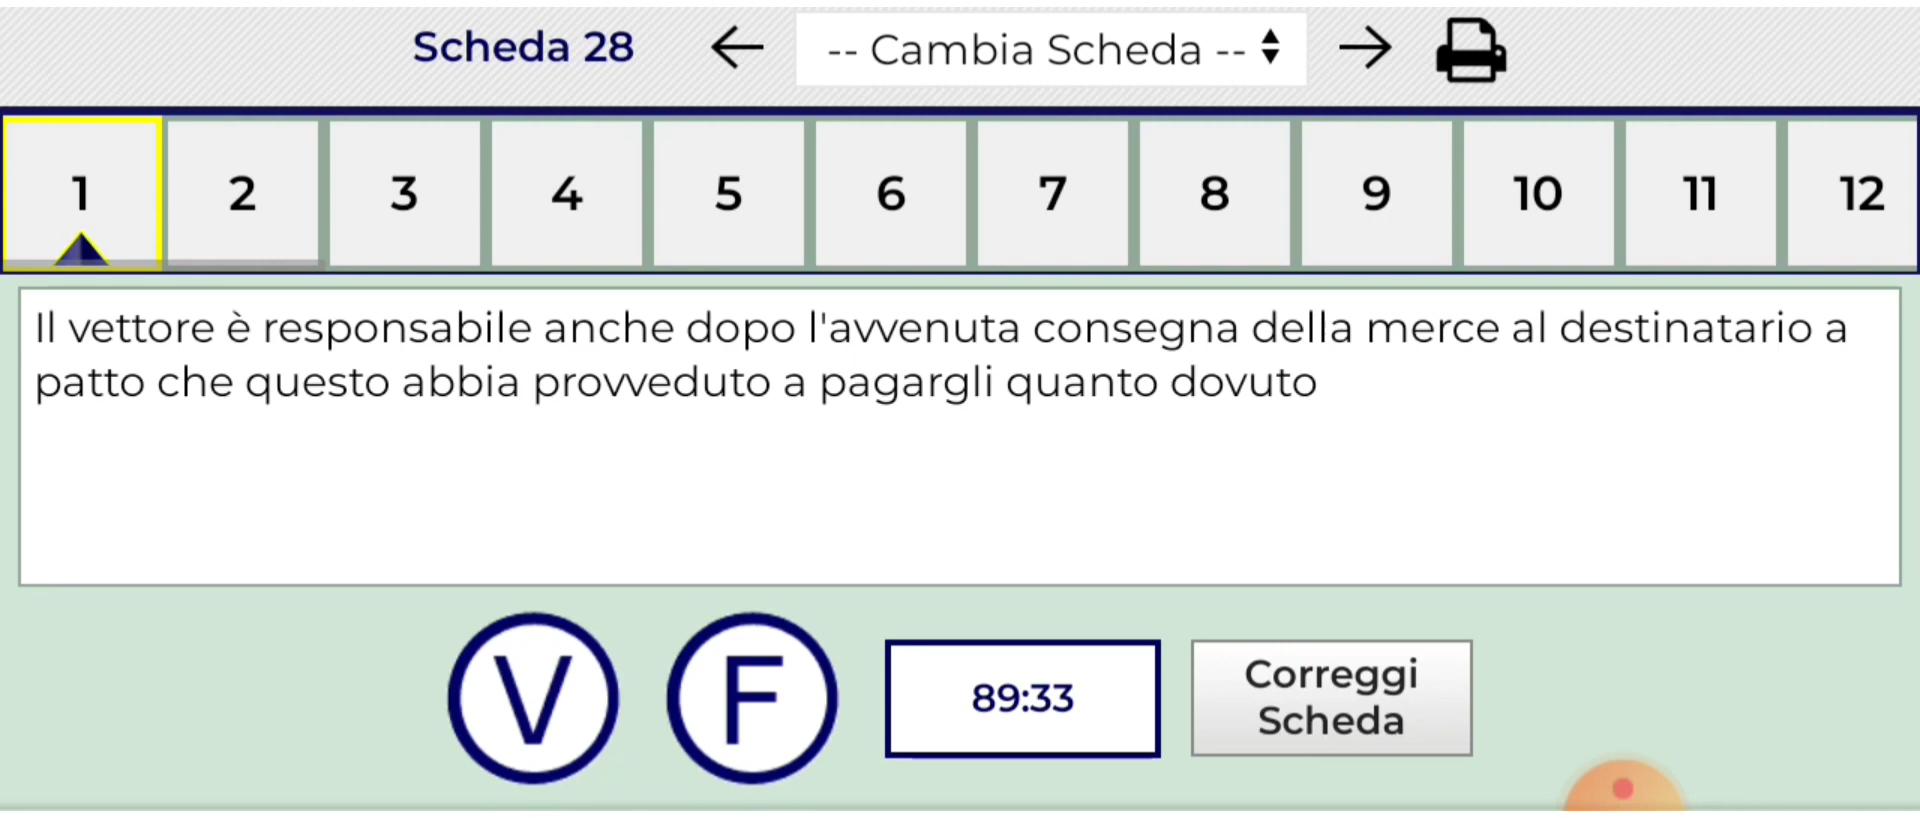 Scheda 28
-- Cambia Scheda --
1 2 3 4 5 6 7 8 9 10 11 12
Il vettore è responsabile anche dopo l'avvenuta consegna della merce al destinatario a
patto che questo abbia provveduto a pagargli quanto dovuto
V F 89:33 Correggi
Scheda